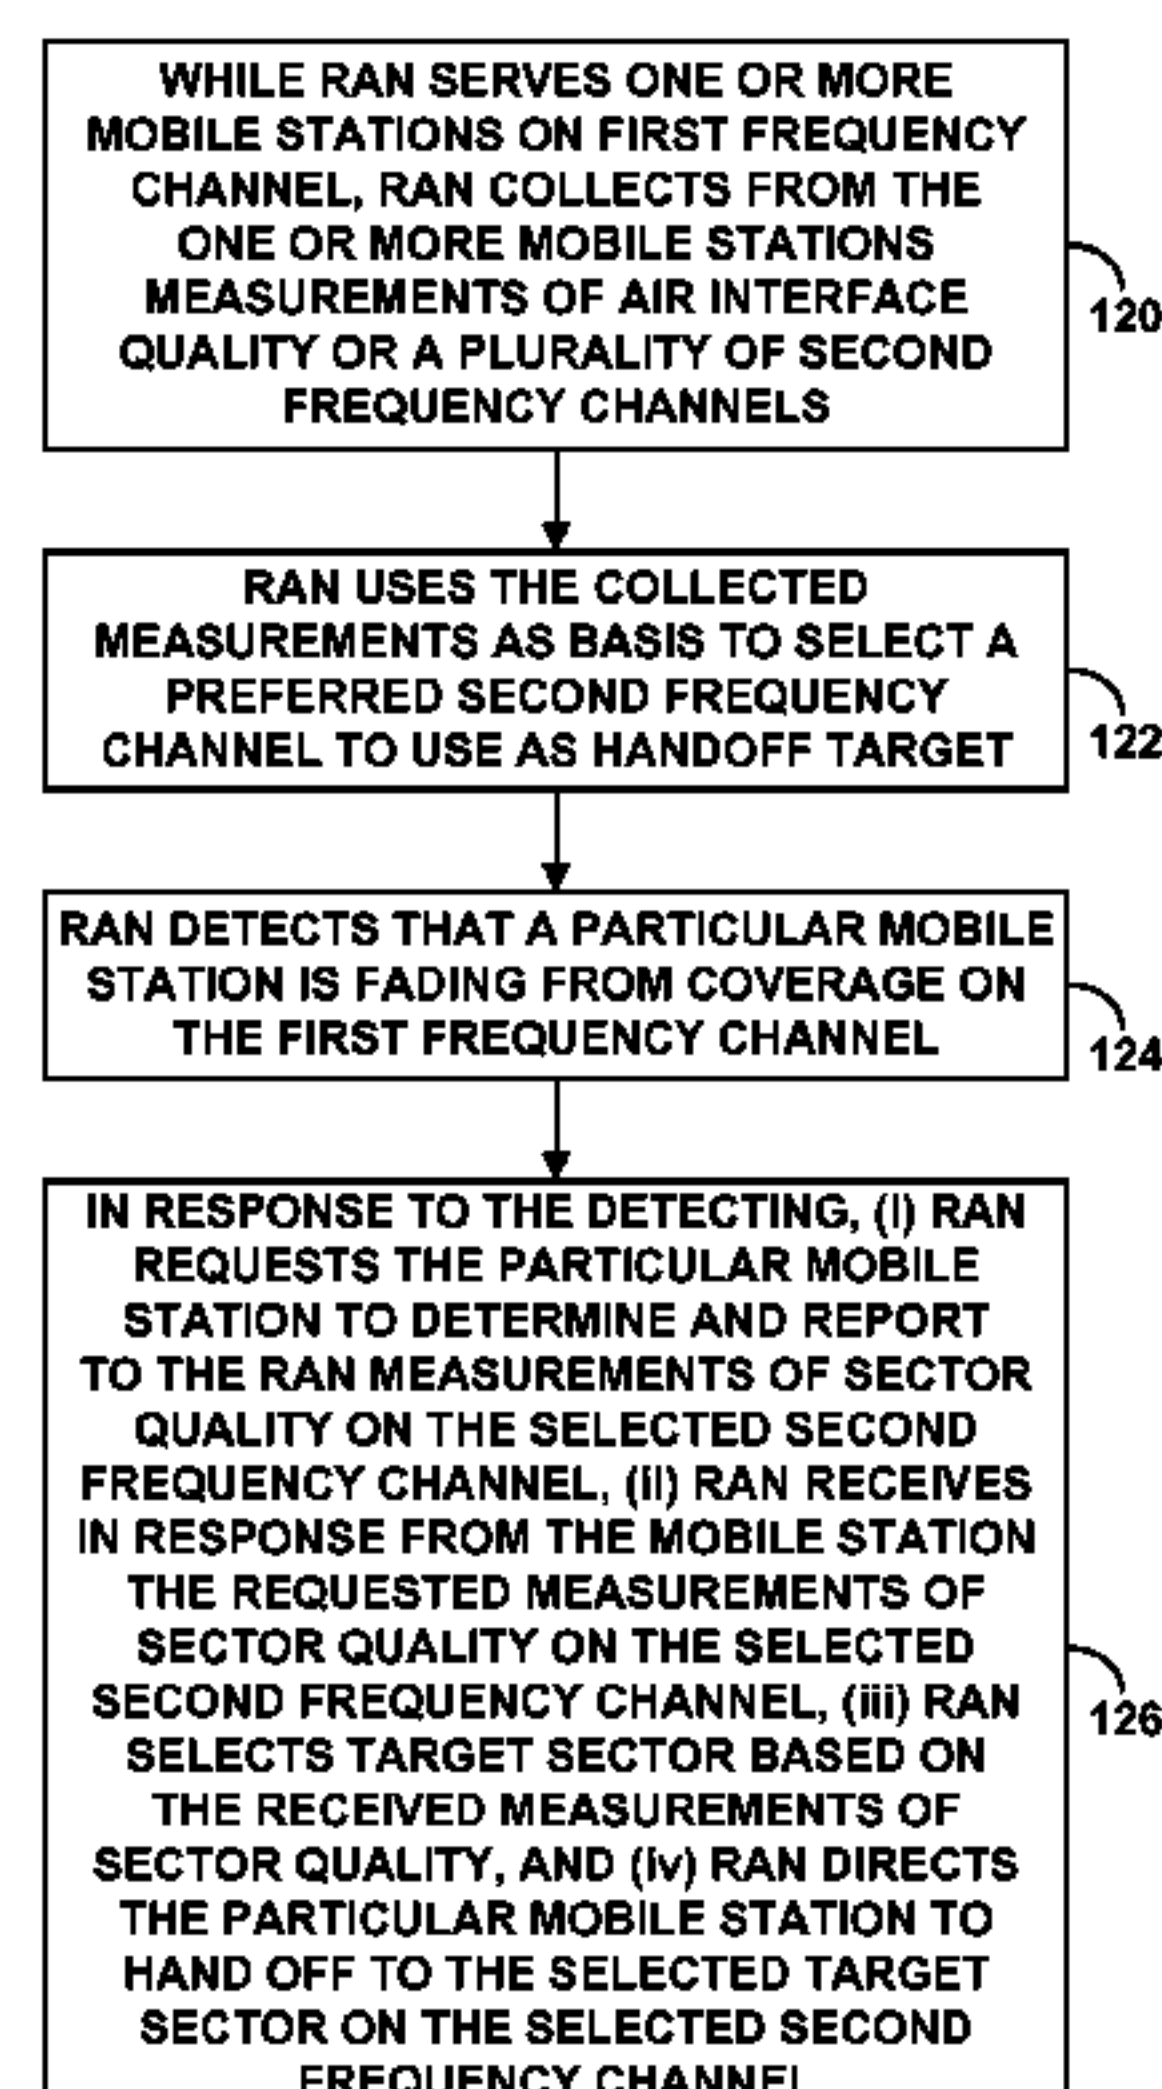 WHILE RAN SERVES ONE OR MORE
MOBILE STATIONS ON FIRST FREQUENCY
CHANNEL, RAN COLLECTS FROM THE
ONE OR MORE MOBILE STATIONS
MEASUREMENTS OF AIR INTERFACE
QUALITY OR A PLURALITY OF SECOND
FREQUENCY CHANNELS
120
RAN USES THE COLLECTED
MEASUREMENTS AS BASIS TO SELECT A
PREFERRED SECOND FREQUENCY
CHANNEL TO USE AS HANDOFF TARGET
122
RAN DETECTS THAT A PARTICULAR MOBILE
STATION IS FADING FROM COVERAGE ON
THE FIRST FREQUENCY CHANNEL
124
IN RESPONSE TO THE DETECTING, (i) RAN
REQUESTS THE PARTICULAR MOBILE
STATION TO DETERMINE AND REPORT
TO THE RAN MEASUREMENTS OF SECTOR
QUALITY ON THE SELECTED SECOND
FREQUENCY CHANNEL, (ii) RAN RECEIVES
IN RESPONSE FROM THE MOBILE STATION
THE REQUESTED MEASUREMENTS OF
SECTOR QUALITY ON THE SELECTED
SECOND FREQUENCY CHANNEL, (iii) RAN
SELECTS TARGET SECTOR BASED ON
THE RECEIVED MEASUREMENTS OF
SECTOR QUALITY, AND (iv) RAN DIRECTS
THE PARTICULAR MOBILE STATION TO
HAND OFF TO THE SELECTED TARGET
SECTOR ON THE SELECTED SECOND
FREQUENCY CHANNEL
126